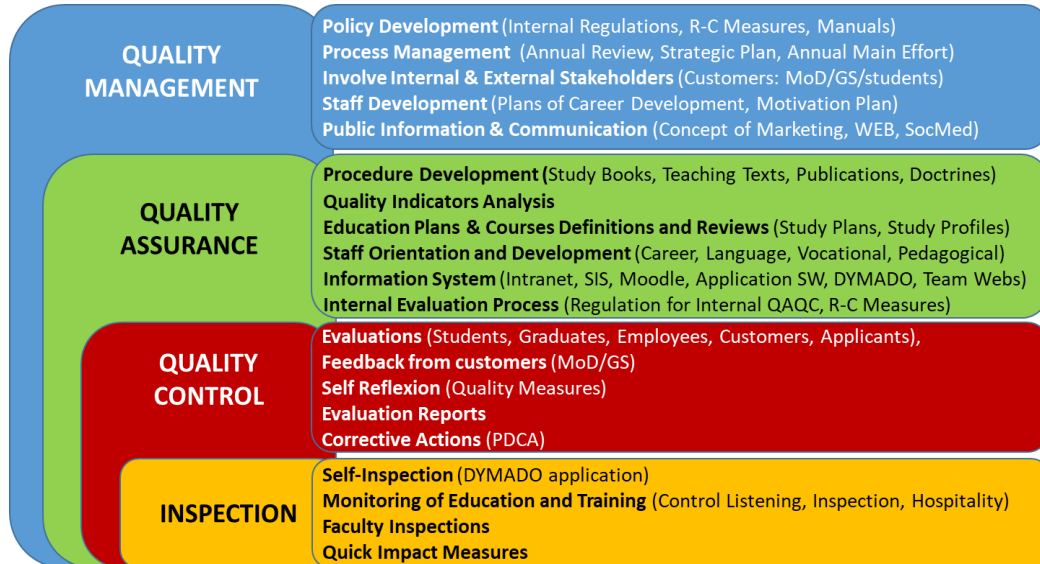 QUALITY
MANAGEMENT
Policy Development (Internal Regulations, R-C Measures, Manuals)
Process Management (Annual Review, Strategic Plan, Annual Main Effort)
Involve Internal & External Stakeholders (Customers: MoD/GS/students)
Staff Development (Plans of Career Development, Motivation Plan)
Public Information & Communication (Concept of Marketing, WEB, SocMed)
QUALITY
ASSURANCE
Procedure Development (Study Books, Teaching Texts, Publications, Doctrines)
Quality Indicators Analysis
Education Plans & Courses Definitions and Reviews (Study Plans, Study Profiles)
Staff Orientation and Development (Career, Language, Vocational, Pedagogical)
Information System (Intranet, SIS, Moodle, Application SW, DYMADO, Team Webs)
Internal Evaluation Process (Regulation for Internal QAQC, R-C Measures)
QUALITY
CONTROL
Evaluations (Students, Graduates, Employees, Customers, Applicants),
Feedback from customers (MoD/GS)
Self Reflexion (Quality Measures)
Evaluation Reports
Corrective Actions (PDCA)
INSPECTION
Self-Inspection (DYMADO application)
Monitoring of Education and Training (Control Listening, Inspection, Hospitality)
Faculty Inspections
Quick Impact Measures